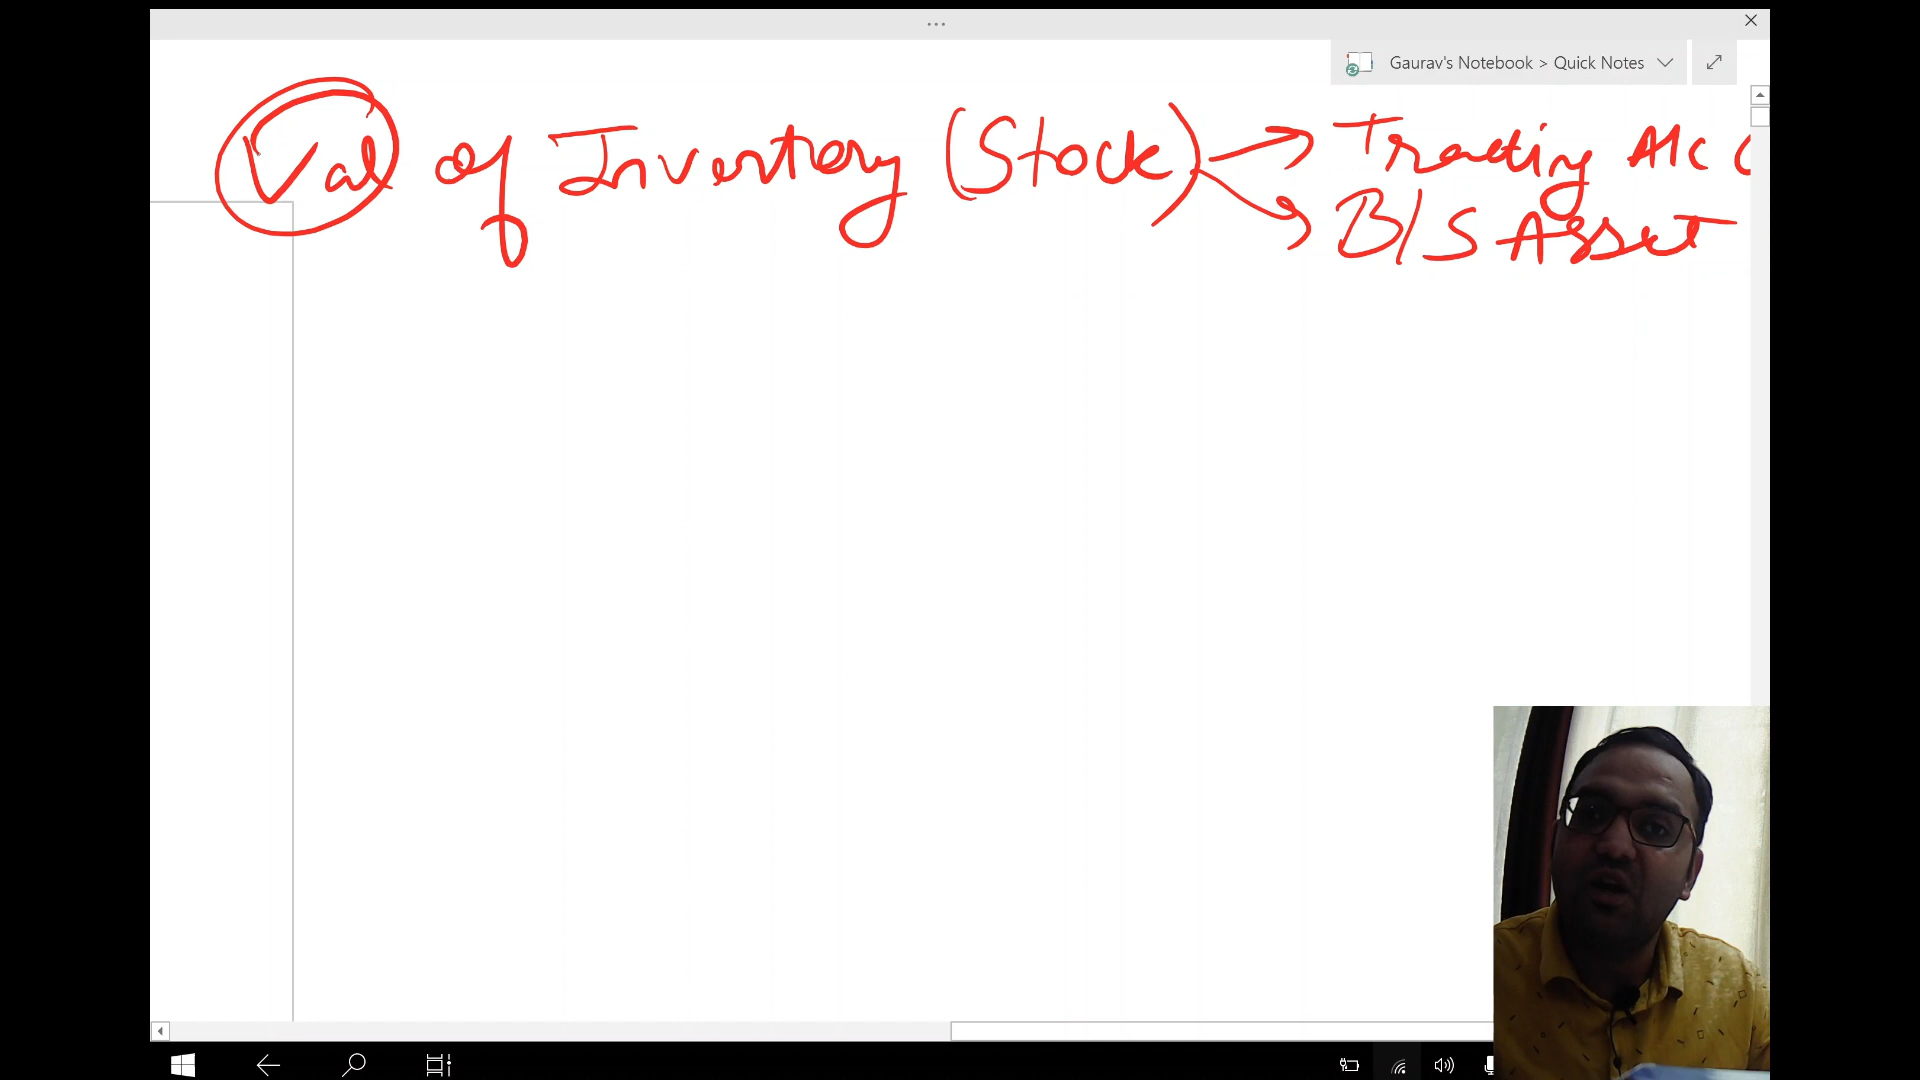 Gaurav's Notebook > Quick Notes
Val of Inventory (Stock) → Trading A/c (
B/S Asset